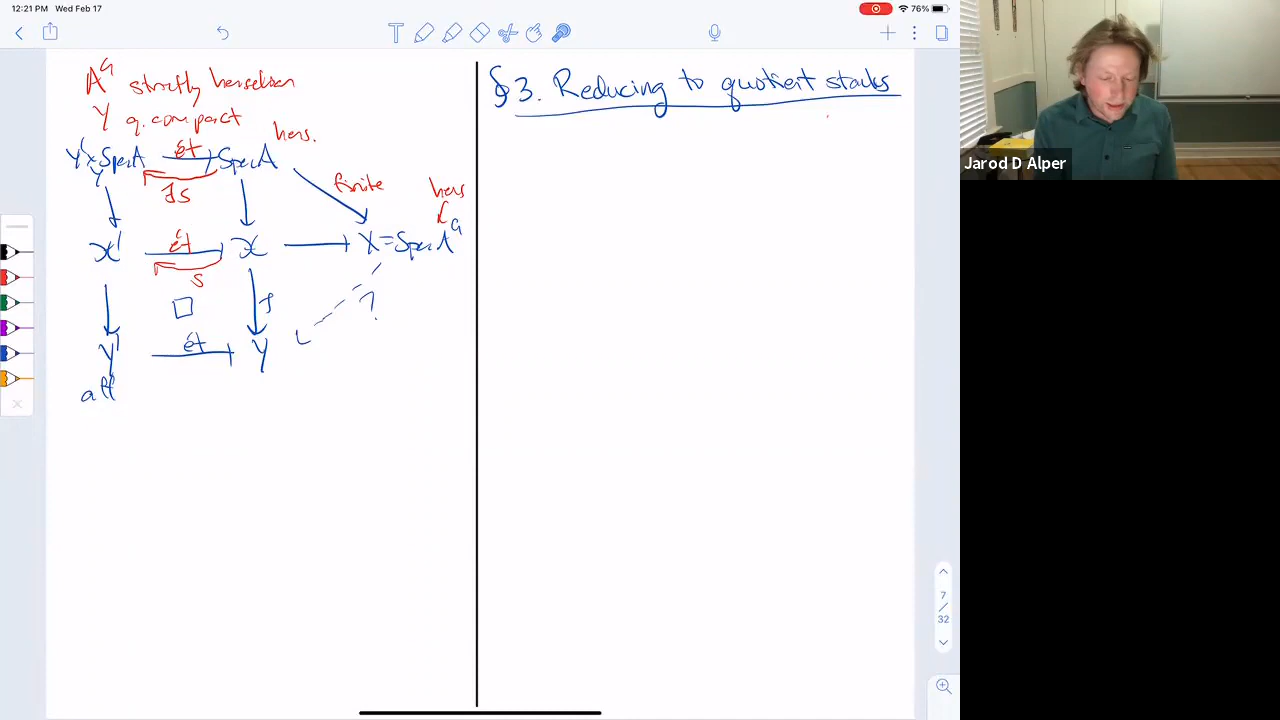 12:21 PM Wed Feb 17
76%
A^G strictly henselian
Y q. compact
hens.
Y' ×_Y Spec A ét Spec A
∃s
finite
hens
X' ét X X = Spec A^G
s
□ f ?
Y' ét Y
aff
§3. Reducing to quotient stacks
7
/
32
Jarod D Alper